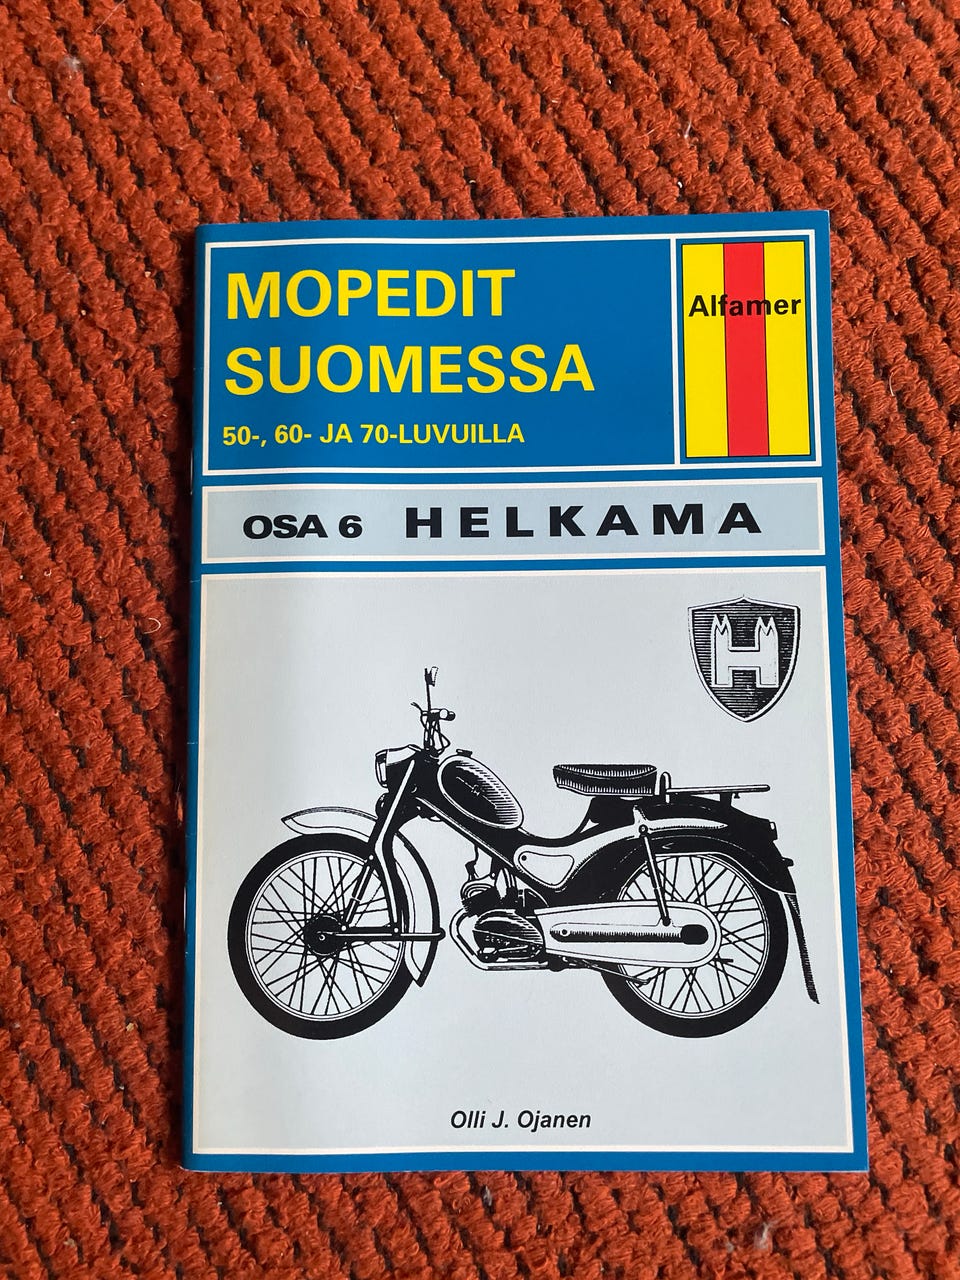 MOPEDIT
SUOMESSA
50-, 60- JA 70-LUVUILLA
Alfamer
OSA 6 HELKAMA
H
Olli J. Ojanen